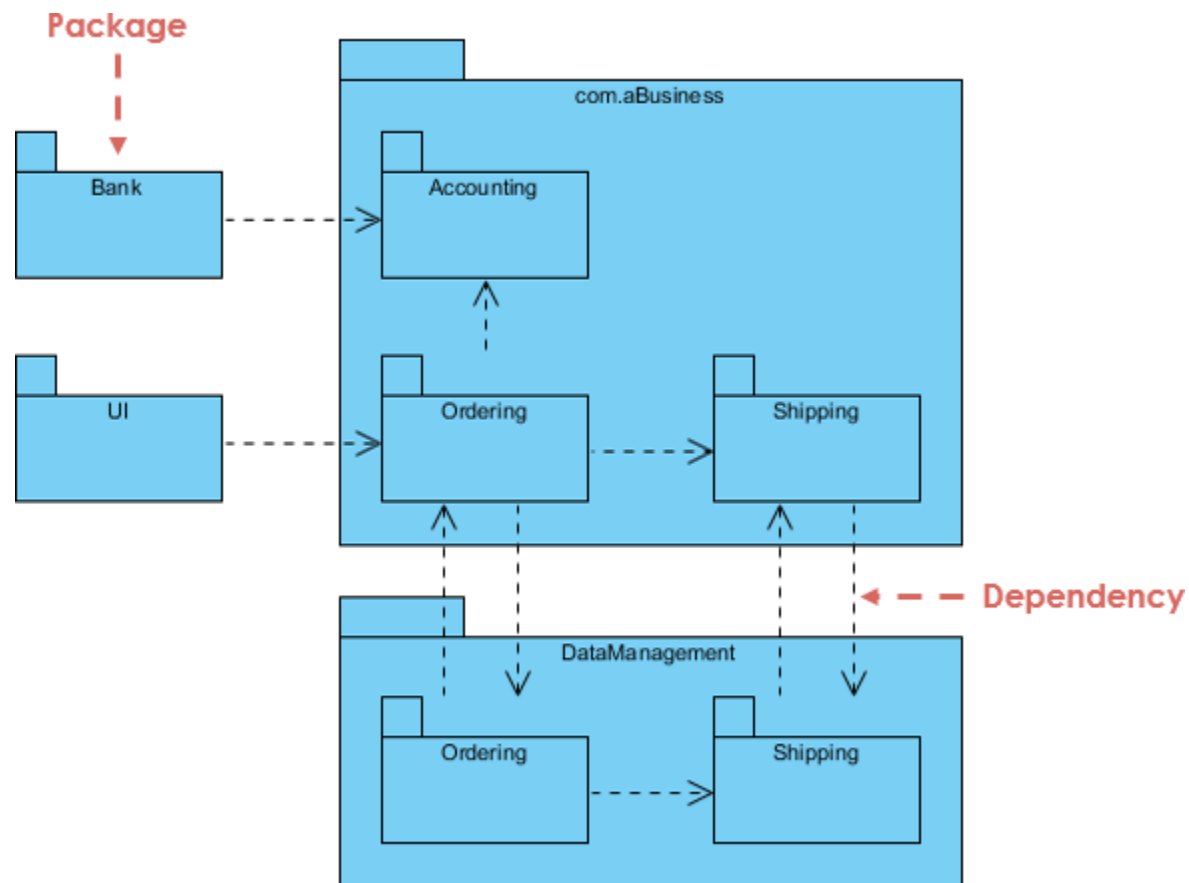 Package
com.aBusiness
Bank
Accounting
UI
Ordering
Shipping
Dependency
DataManagement
Ordering
Shipping